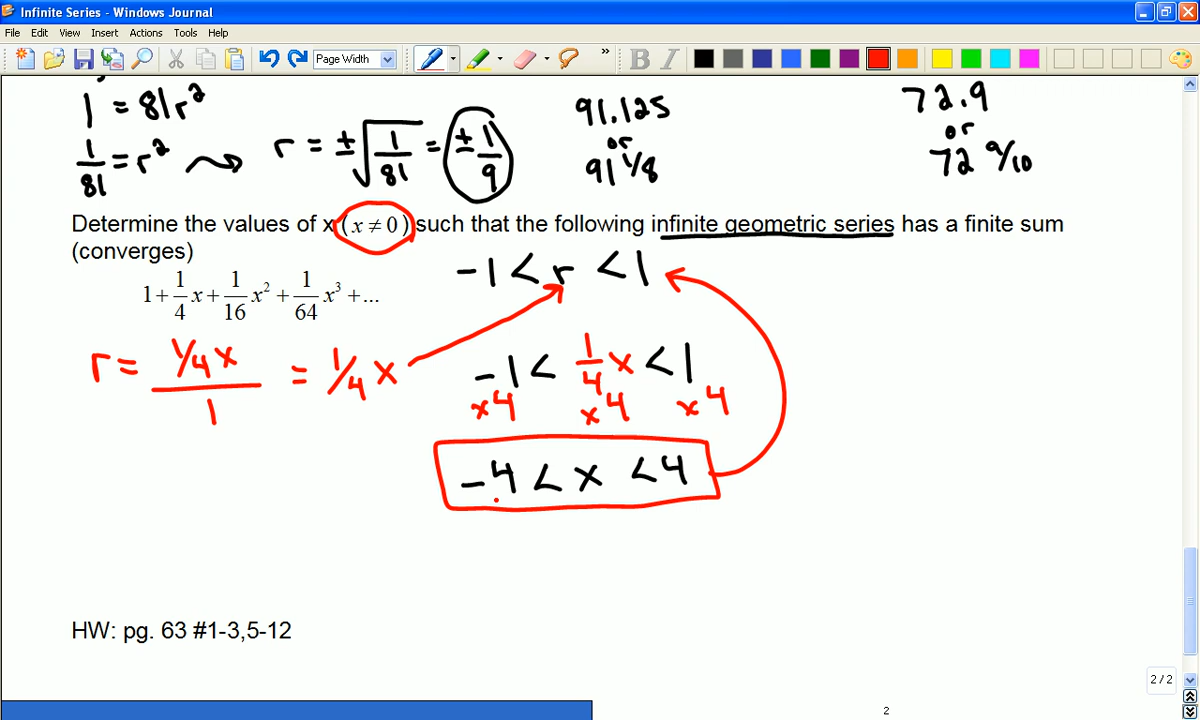 Infinite Series - Windows Journal
File Edit View Insert Actions Tools Help
Page Width
B I
1 = 81r²
1/81 = r²
r = ±√(1/81) = ±1/9
91.125
or
91 1/8
72.9
or
72 9/10
Determine the values of x (x ≠ 0) such that the following infinite geometric series has a finite sum
(converges)
1 + 1/4 x + 1/16 x² + 1/64 x³ + ...
-1 < r < 1
r = 1/4 x / 1 = 1/4 x
-1 < 1/4 x < 1
x4 x4 x4
-4 < x < 4
HW: pg. 63 #1-3,5-12
2 / 2
2